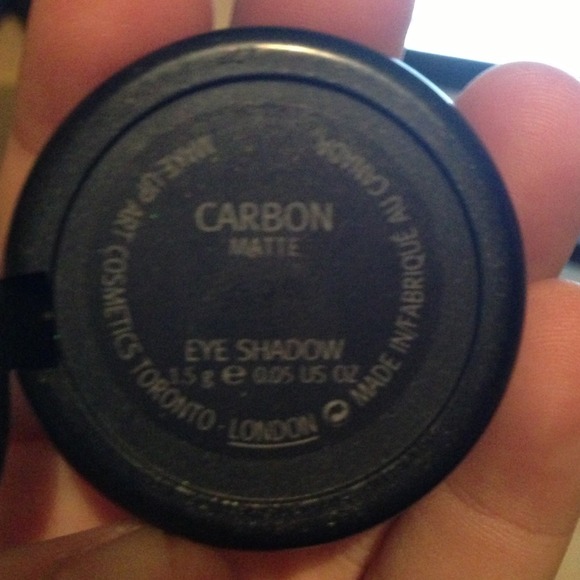 CARBON
MATTE
EYE SHADOW
1.5 g e 0.05 US OZ
MAKE-UP ART COSMETICS TORONTO · LONDON
MADE IN/FABRIQUÉ AU CANADA